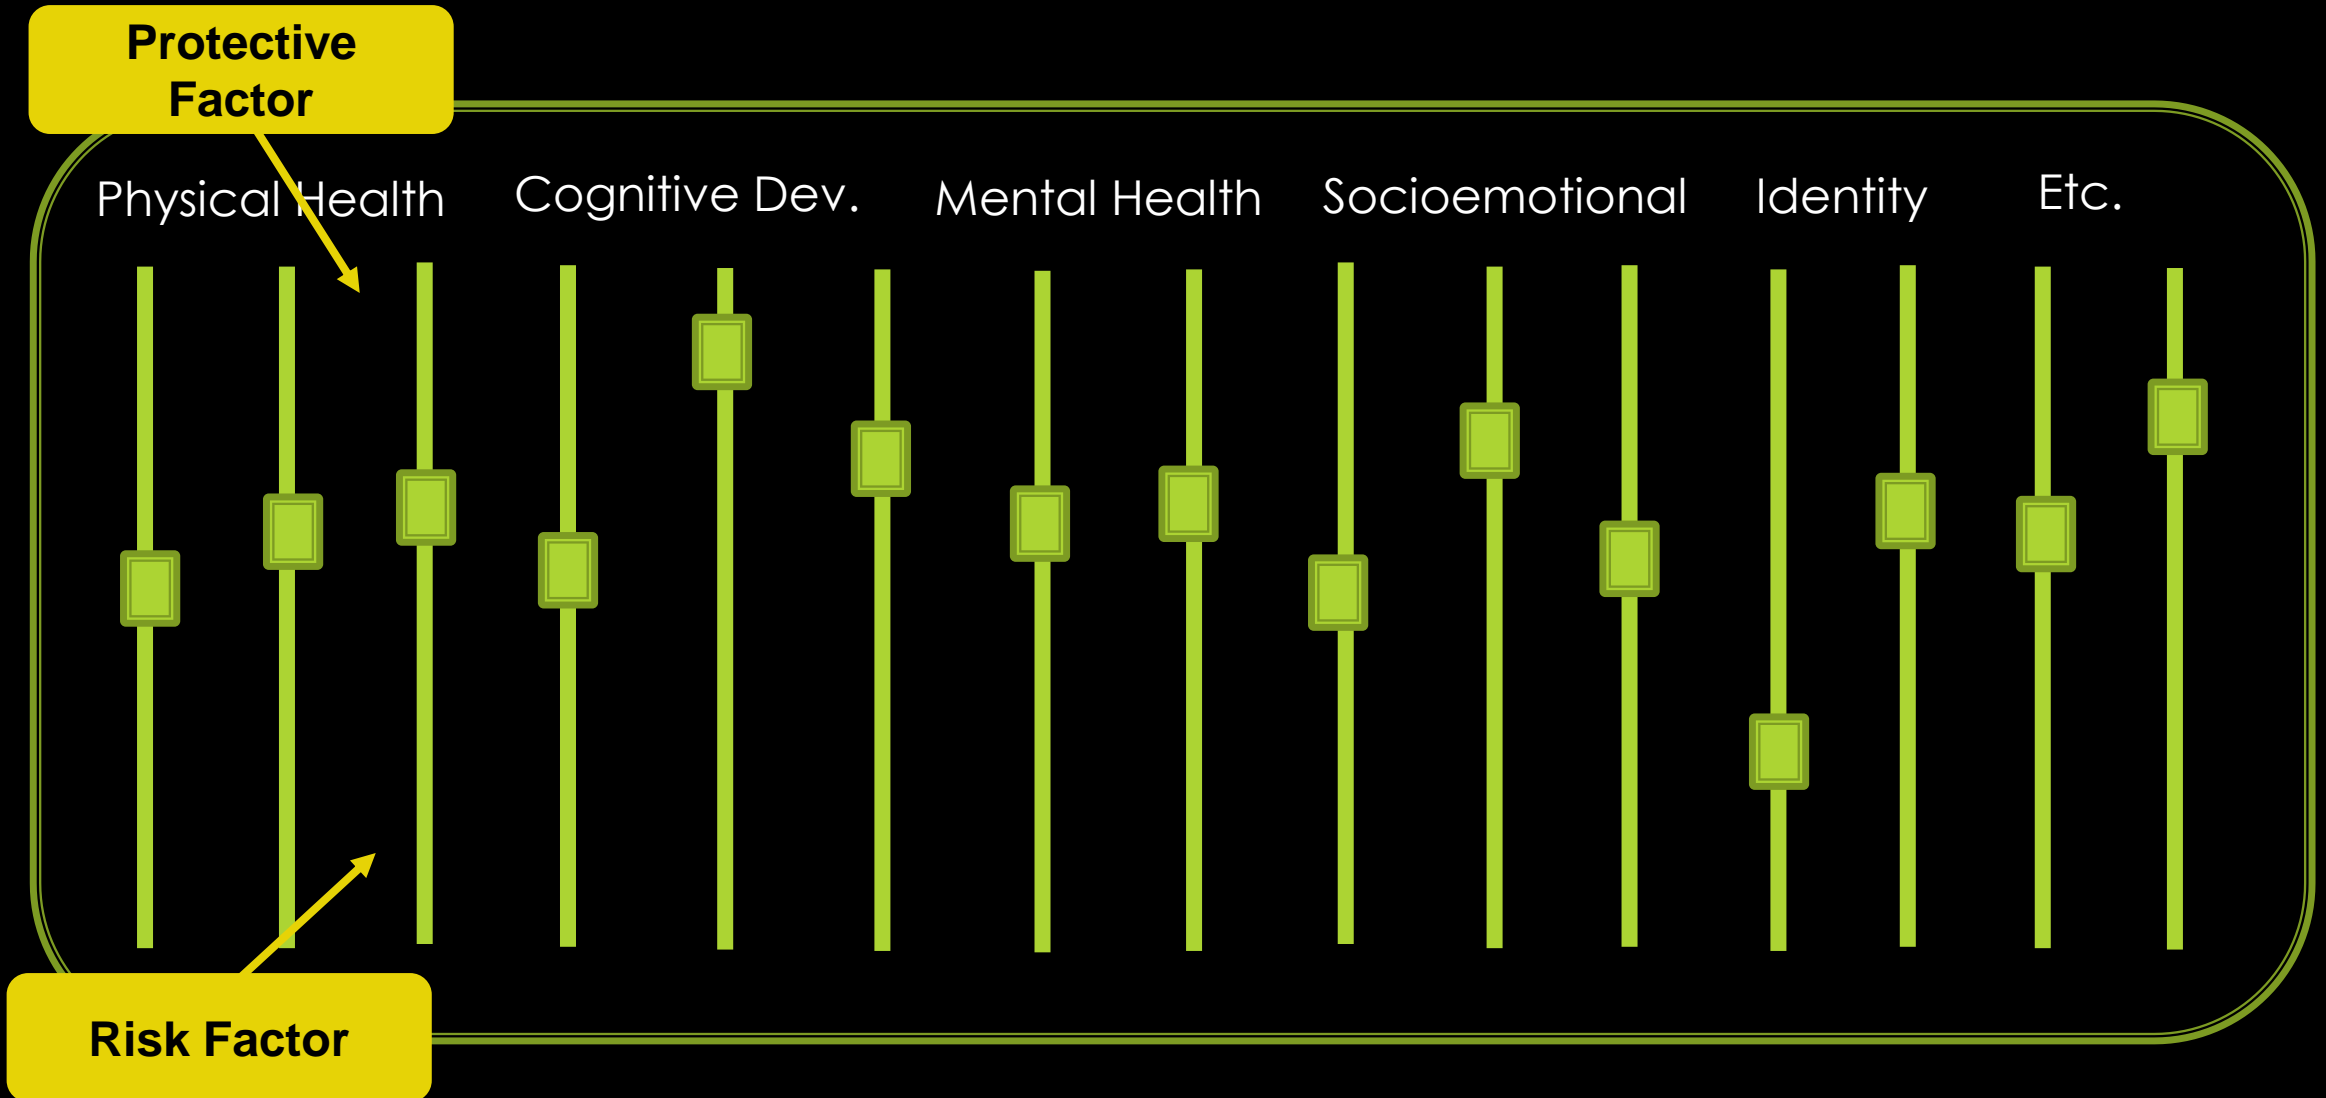 Protective
Factor
Physical Health
Cognitive Dev.
Mental Health
Socioemotional
Identity
Etc.
Risk Factor